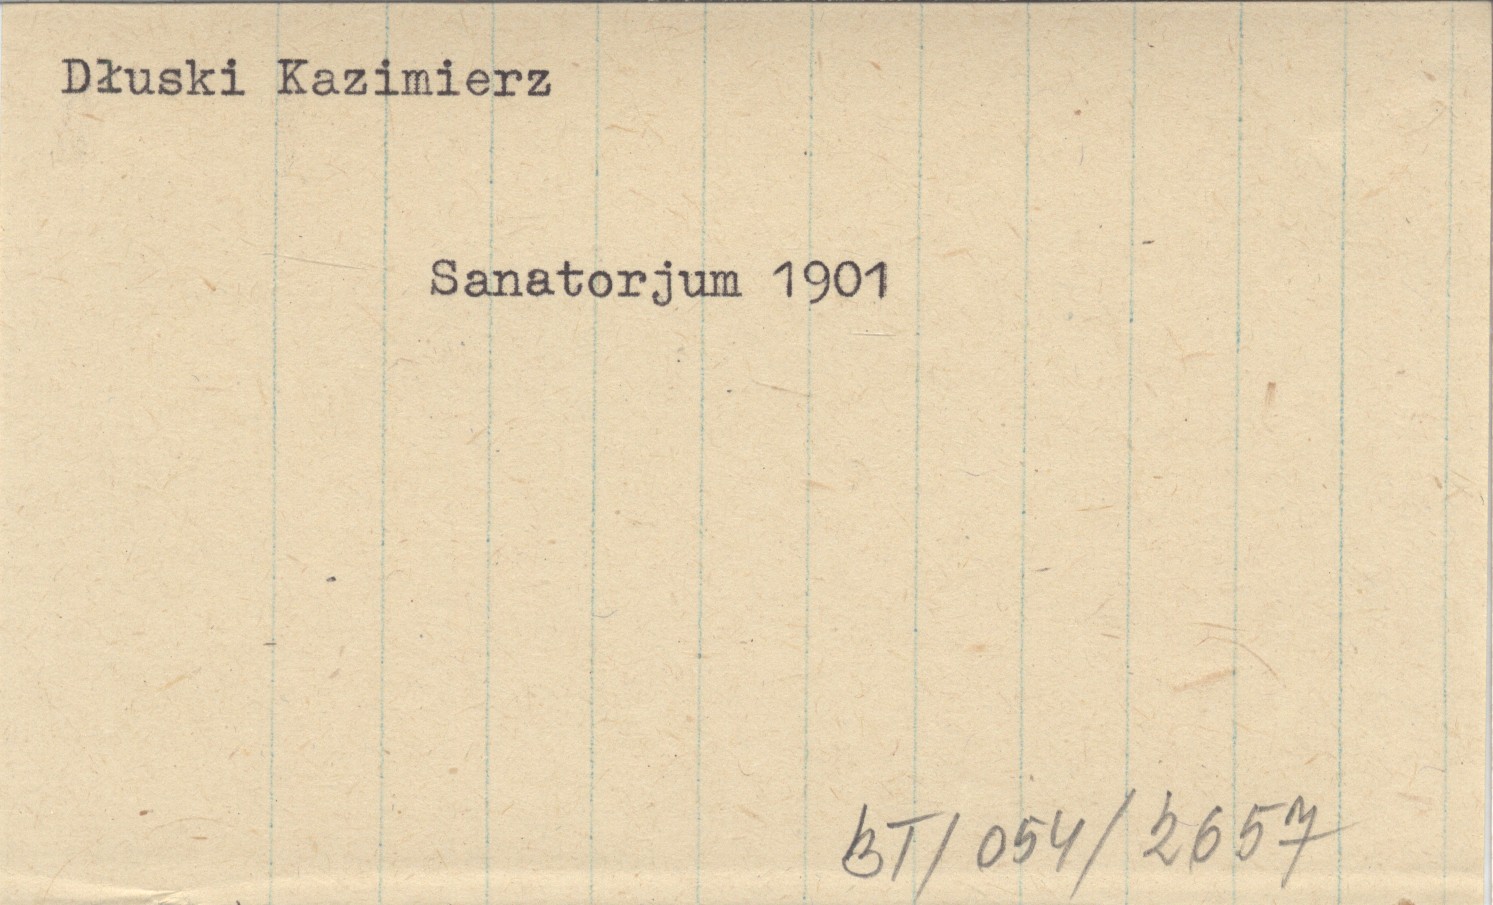 Dłuski Kazimierz
Sanatorjum 1901
BT/054/2657